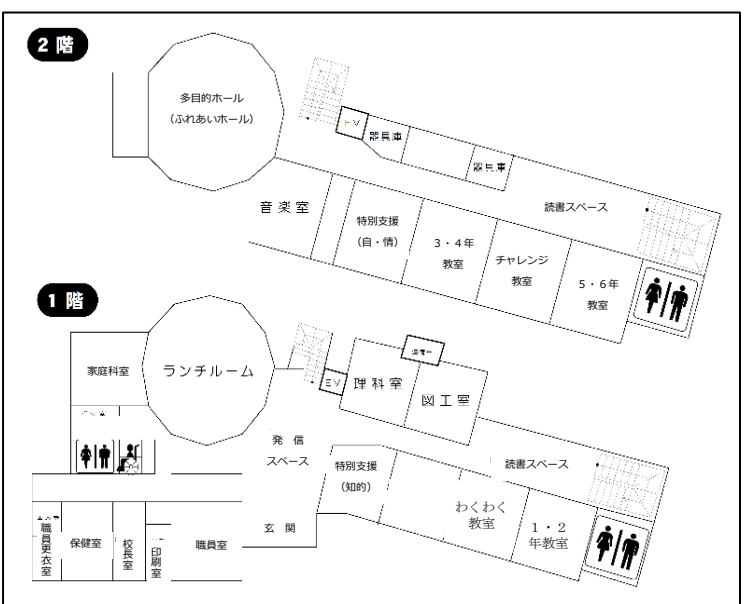 2 階
多目的ホール
(ふれあいホール)
EV
器具庫
器具庫
読書スペース
音楽室
特別支援
(自・情)
3・4年
教室
チャレンジ
教室
5・6年
教室
1 階
家庭科室
ランチルーム
EV
理科室
図工室
発 信
スペース
特別支援
(知的)
読書スペース
わくわく
教室
1・2
年教室
玄 関
職員更衣室
保健室
校長室
印刷室
職員室